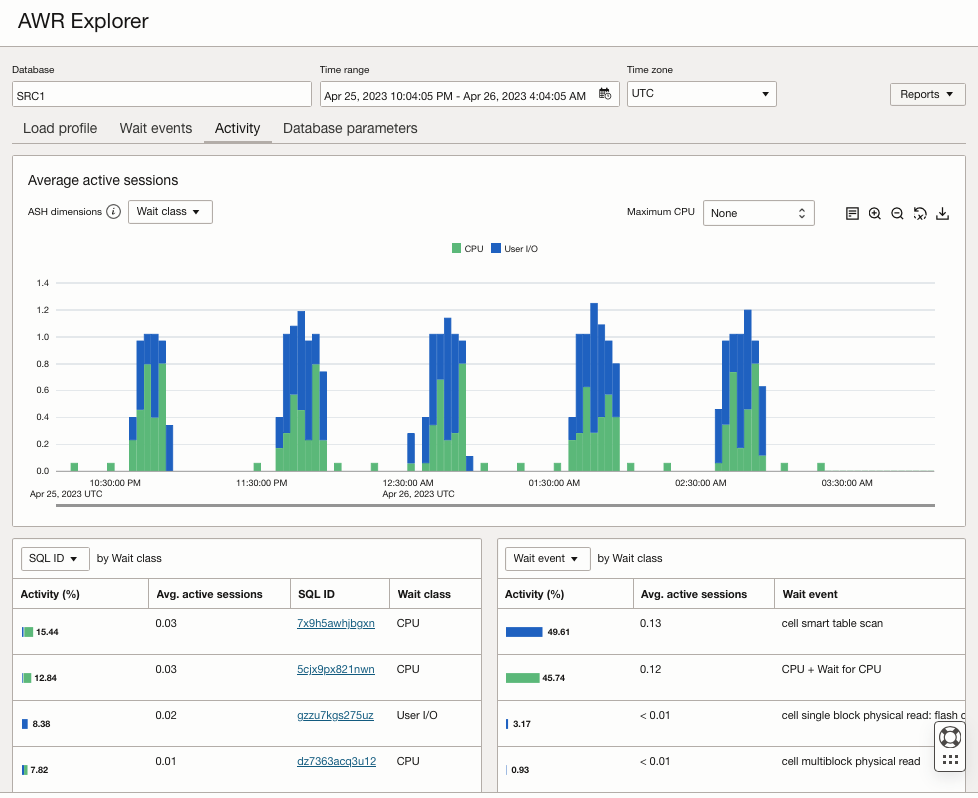 AWR Explorer
Database
Time range
Time zone
SRC1
Apr 25, 2023 10:04:05 PM - Apr 26, 2023 4:04:05 AM
UTC
Reports
Load profile
Wait events
Activity
Database parameters
Average active sessions
ASH dimensions
i
Wait class
Maximum CPU
None
CPU
User I/O
1.4
1.2
1.0
0.8
0.6
0.4
0.2
0.0
10:30:00 PM
11:30:00 PM
12:30:00 AM
01:30:00 AM
02:30:00 AM
03:30:00 AM
Apr 25, 2023 UTC
Apr 26, 2023 UTC
SQL ID
by Wait class
Activity (%)
Avg. active sessions
SQL ID
Wait class
15.44
0.03
7x9h5awhjbgxn
CPU
12.84
0.03
5cjx9px821nwn
CPU
8.38
0.02
gzzu7kgs275uz
User I/O
7.82
0.01
dz7363acq3u12
CPU
Wait event
by Wait class
Activity (%)
Avg. active sessions
Wait event
49.61
0.13
cell smart table scan
45.74
0.12
CPU + Wait for CPU
3.17
< 0.01
cell single block physical read: flash c
0.93
< 0.01
cell multiblock physical read